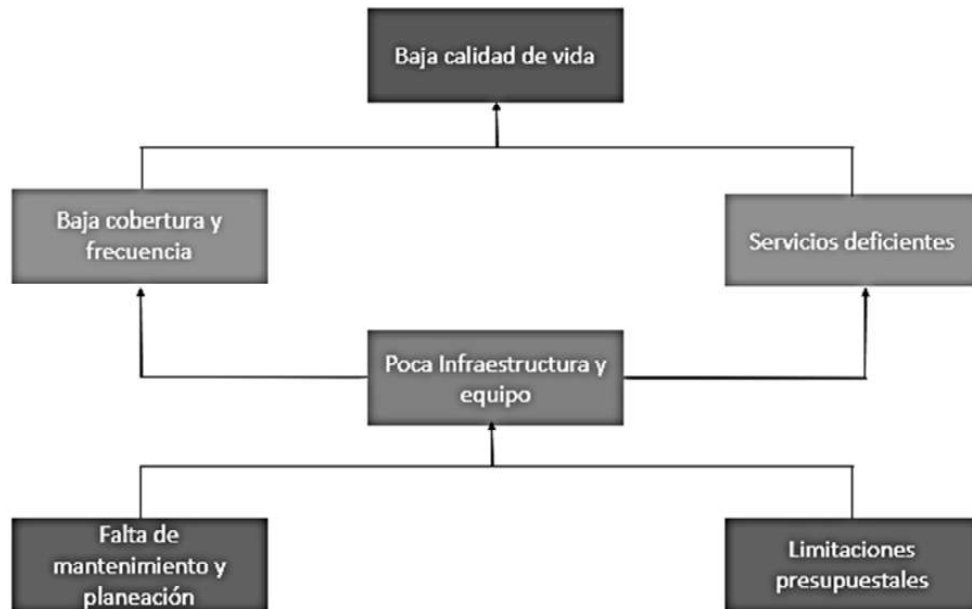 Baja calidad de vida
Baja cobertura y
frecuencia
Servicios deficientes
Poca Infraestructura y
equipo
Falta de
mantenimiento y
planeación
Limitaciones
presupuestales